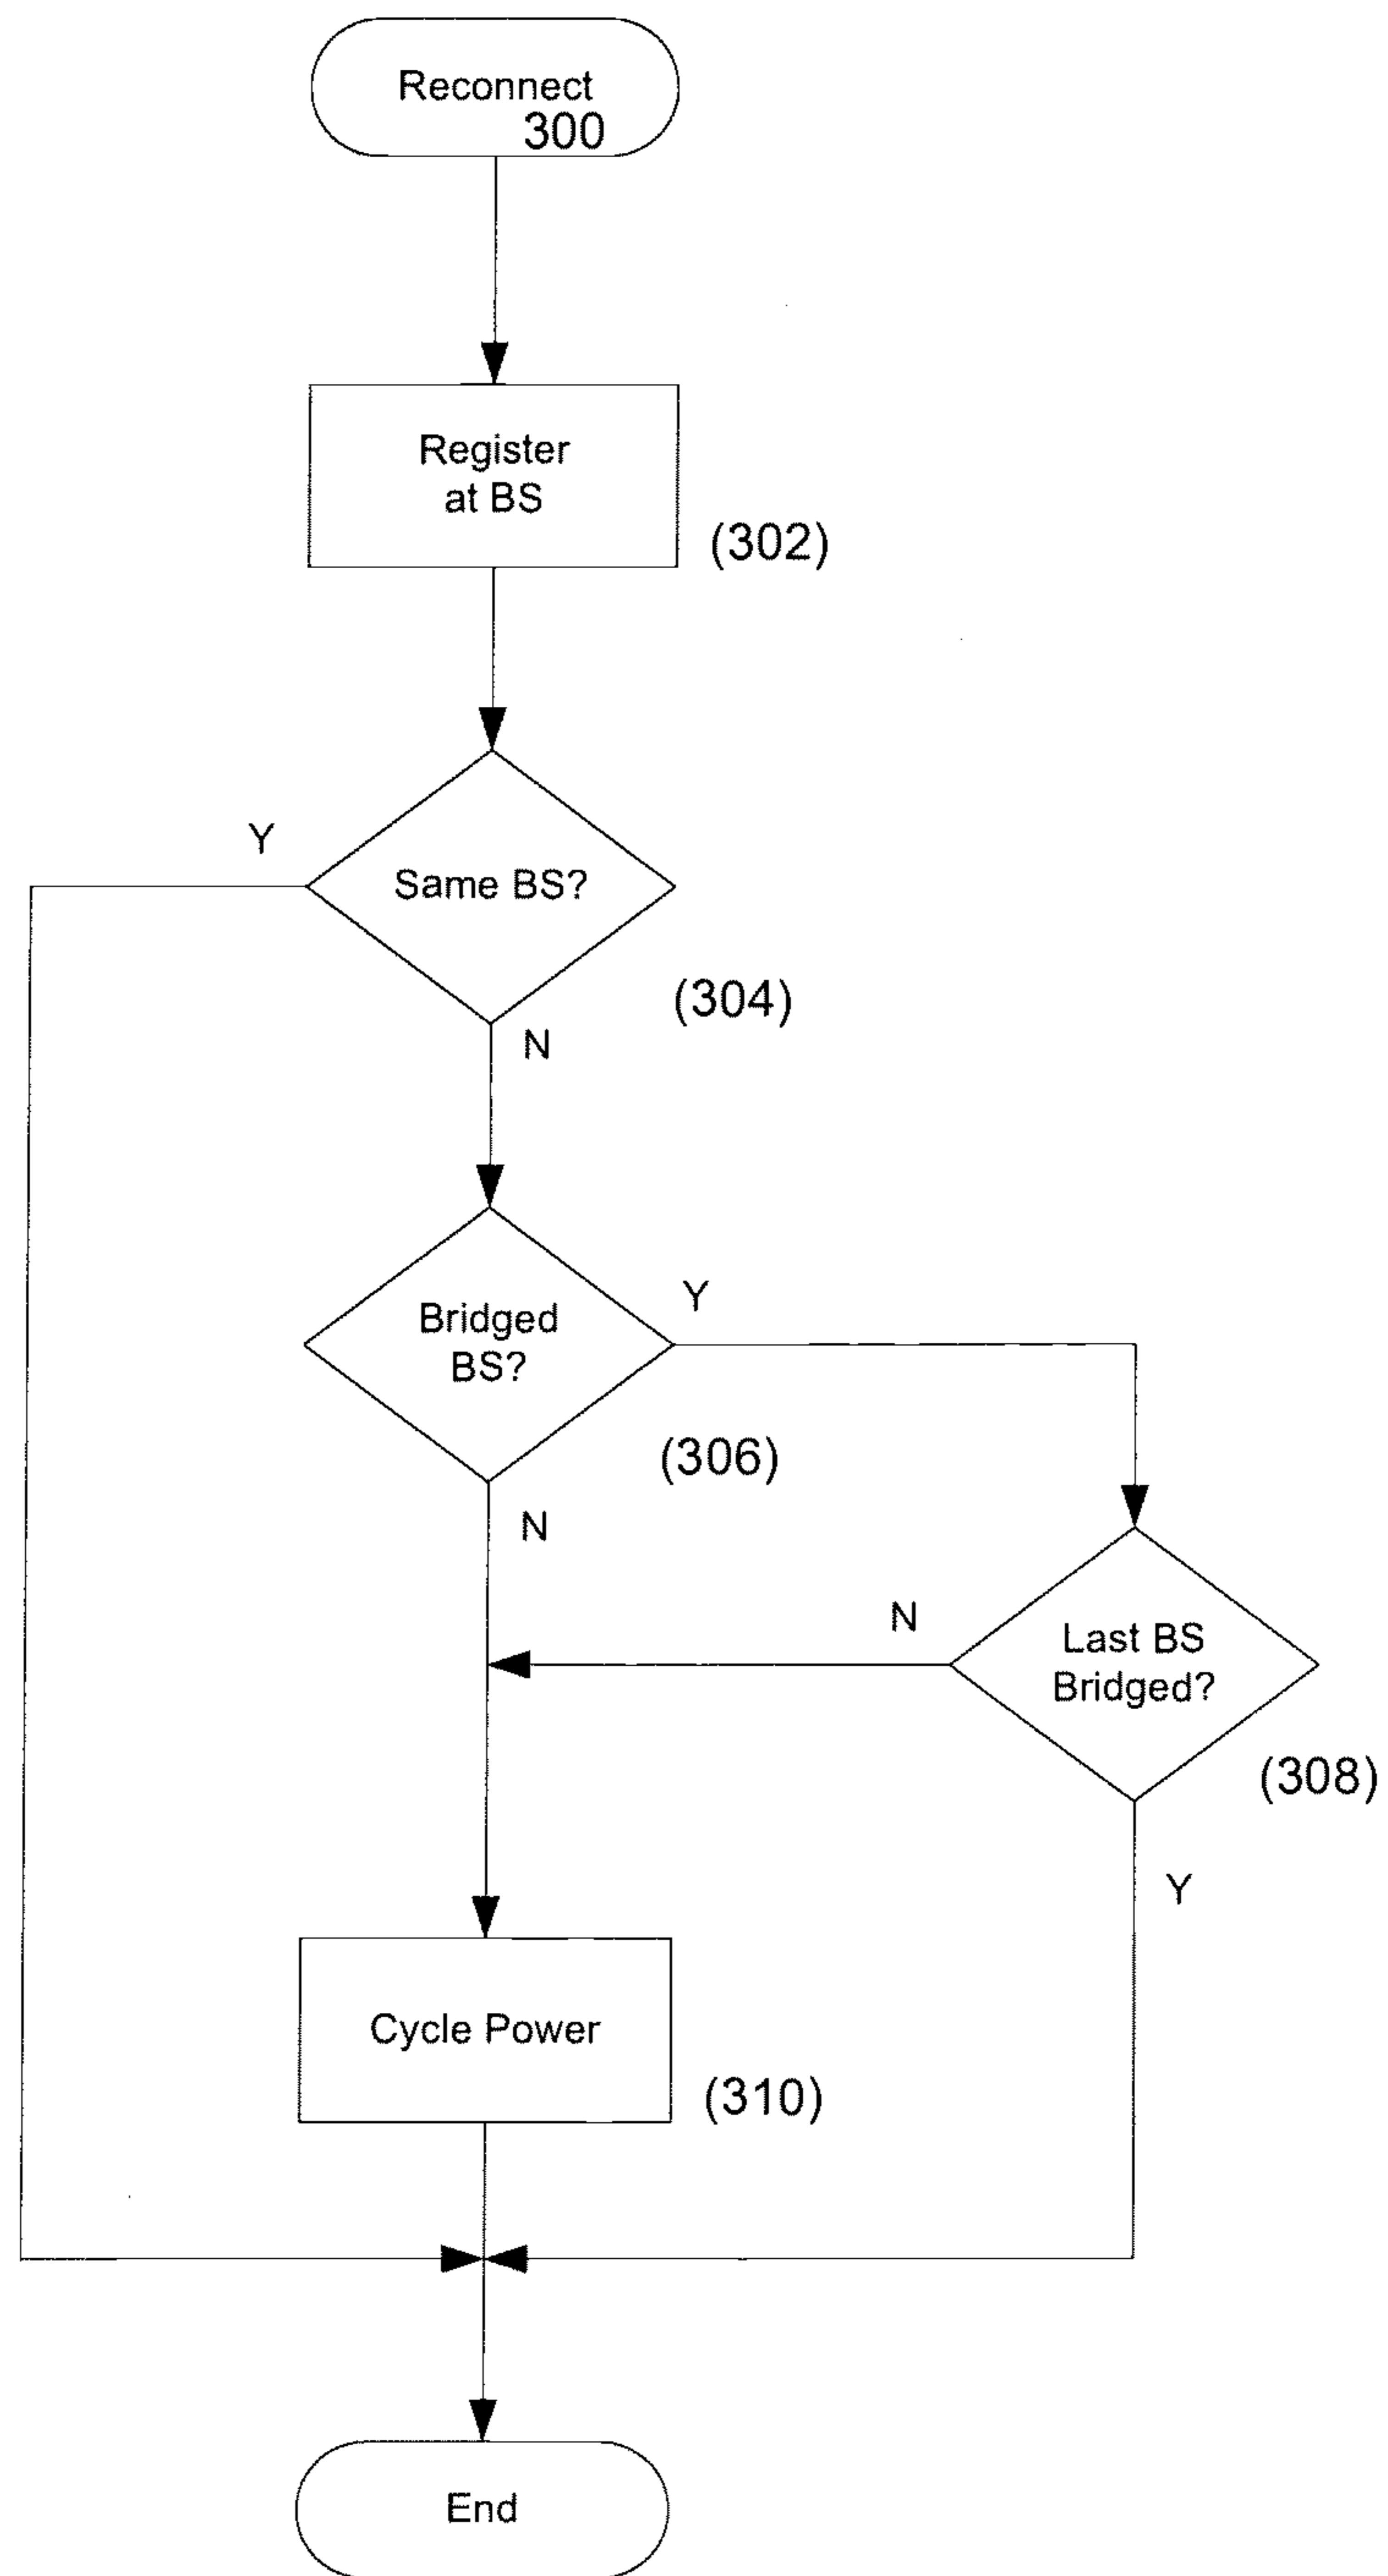 Reconnect
300
Register
at BS
(302)
Y
Same BS?
(304)
N
Bridged
BS?
Y
(306)
N
N
Last BS
Bridged?
(308)
Y
Cycle Power
(310)
End